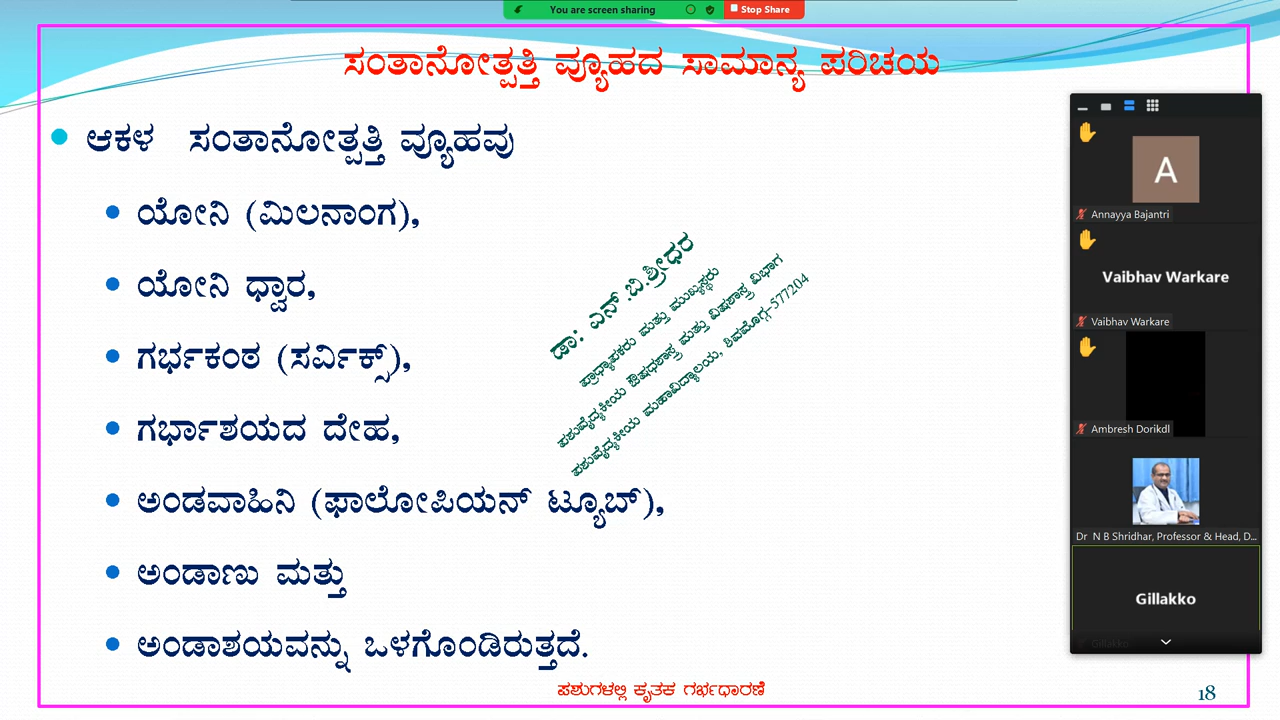 You are screen sharing
Stop Share
ಸಂತಾನೋತ್ಪತ್ತಿ ವ್ಯೂಹದ ಸಾಮಾನ್ಯ ಪರಿಚಯ
ಆಕಳ ಸಂತಾನೋತ್ಪತ್ತಿ ವ್ಯೂಹವು
ಯೋನಿ (ಮಿಲನಾಂಗ),
ಯೋನಿ ಧ್ವಾರ,
ಗರ್ಭಕಂಠ (ಸರ್ವಿಕ್ಸ್),
ಗರ್ಭಾಶಯದ ದೇಹ,
ಅಂಡವಾಹಿನಿ (ಫಾಲೋಪಿಯನ್ ಟ್ಯೂಬ್),
ಅಂಡಾಣು ಮತ್ತು
ಅಂಡಾಶಯವನ್ನು ಒಳಗೊಂಡಿರುತ್ತದೆ.
ಡಾ: ಎನ್.ಬಿ.ಶ್ರೀಧರ
ಪ್ರಾಧ್ಯಾಪಕರು ಮತ್ತು ಮುಖ್ಯಸ್ಥರು
ಪಶುವೈದ್ಯಕೀಯ ಔಷಧಶಾಸ್ತ್ರ ಮತ್ತು ವಿಷಶಾಸ್ತ್ರ ವಿಭಾಗ
ಪಶುವೈದ್ಯಕೀಯ ಮಹಾವಿದ್ಯಾಲಯ, ಶಿವಮೊಗ್ಗ-577204
A
Annayya Bajantri
Vaibhav Warkare
Vaibhav Warkare
Ambresh Dorikdl
Dr N B Shridhar, Professor & Head, D...
Gillakko
Gillakko
ಪಶುಗಳಲ್ಲಿ ಕೃತಕ ಗರ್ಭಧಾರಣೆ
18